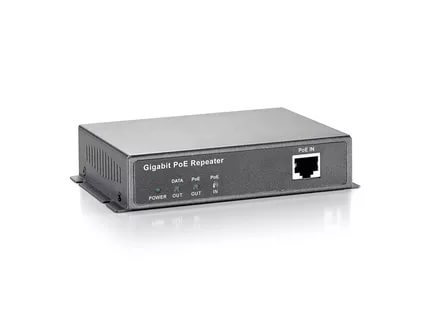 Gigabit PoE Repeater
PoE IN
DATA PoE PoE
POWER OUT OUT IN